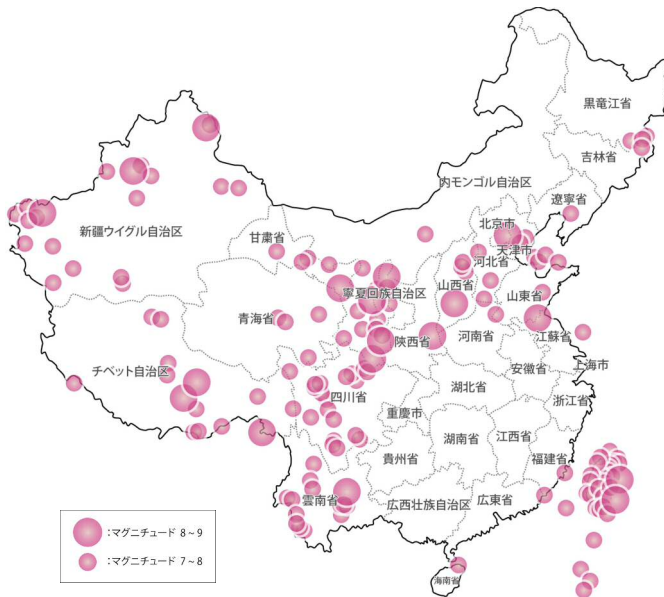 黒竜江省
吉林省
内モンゴル自治区
遼寧省
北京市
新疆ウイグル自治区
甘粛省
天津市
河北省
寧夏回族自治区
山西省
山東省
青海省
陝西省
河南省
江蘇省
チベット自治区
安徽省
上海市
四川省
湖北省
重慶市
浙江省
湖南省
江西省
貴州省
福建省
雲南省
広西壮族自治区
広東省
海南省
：マグニチュード 8～9
：マグニチュード 7～8